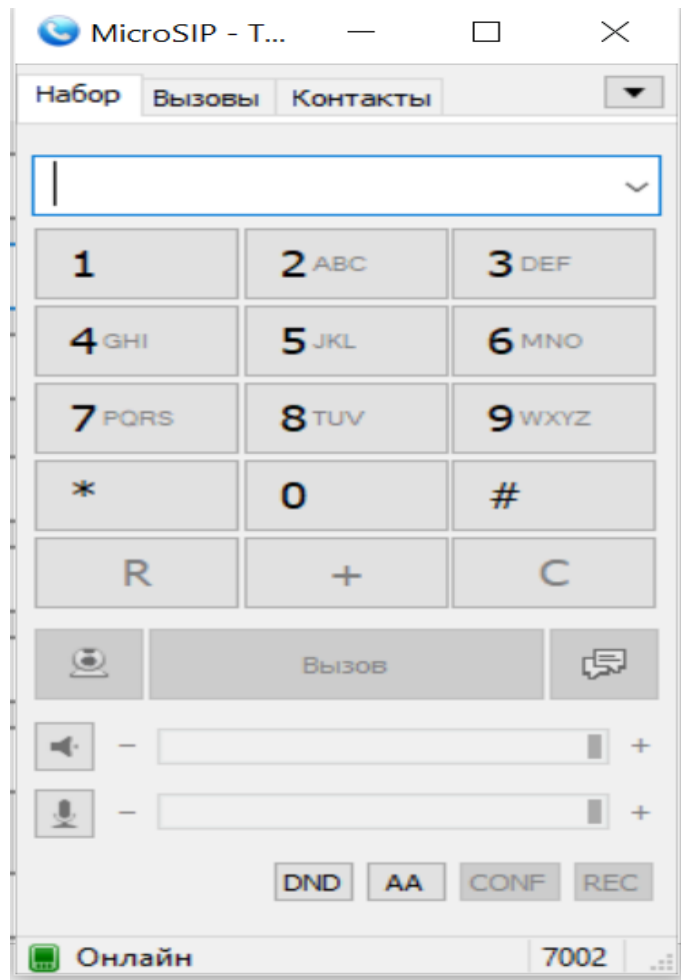 MicroSIP - T...
Набор Вызовы Контакты
1 2 ABC 3 DEF
4 GHI 5 JKL 6 MNO
7 PQRS 8 TUV 9 WXYZ
* 0 #
R + C
Вызов
- +
- +
DND AA CONF REC
Онлайн 7002